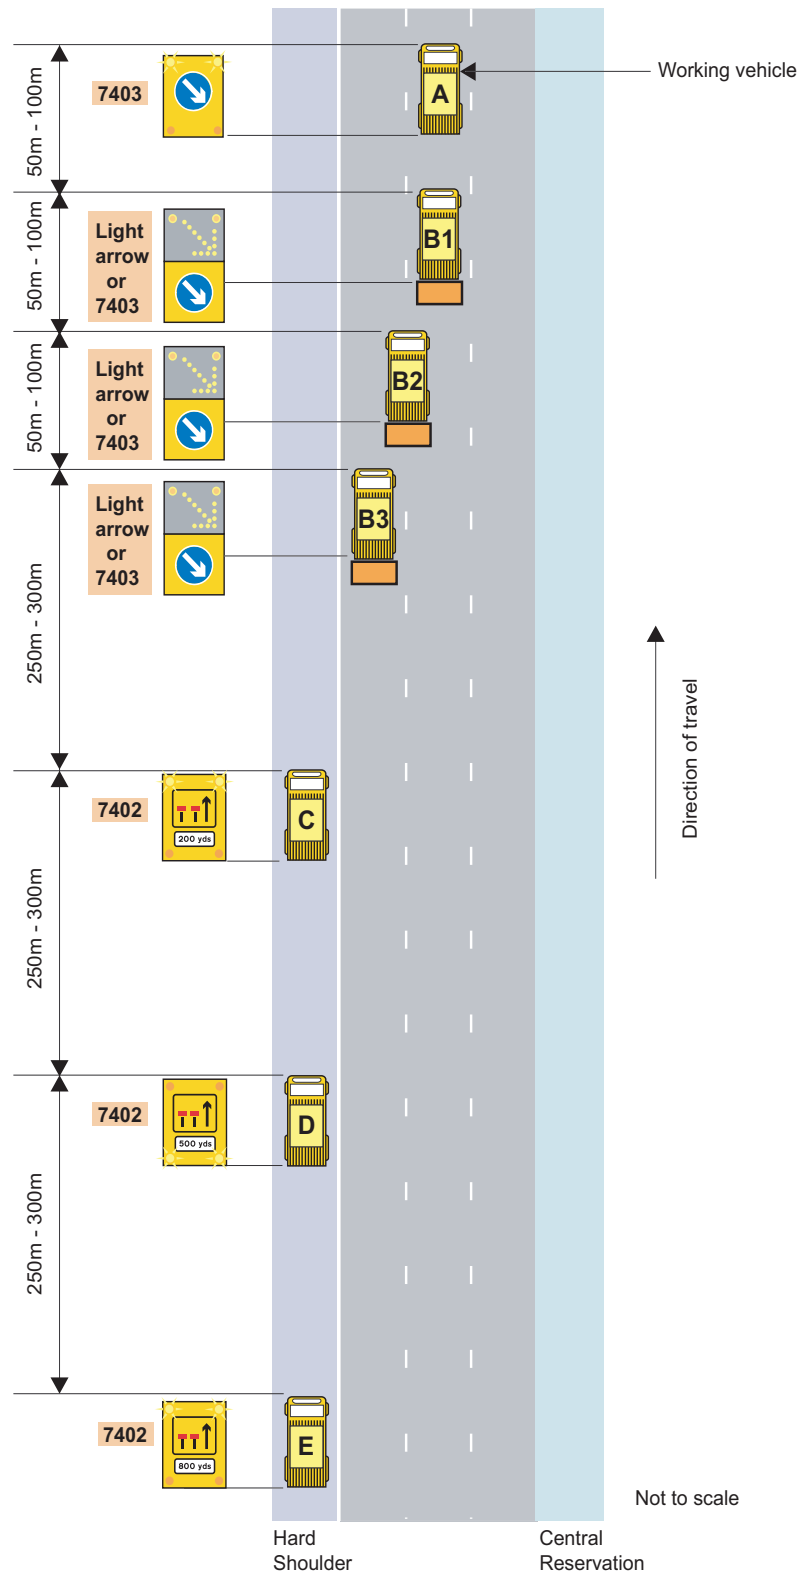 50m - 100m
7403
A
Working vehicle
50m - 100m
Light
arrow
or
7403
B1
50m - 100m
Light
arrow
or
7403
B2
250m - 300m
Light
arrow
or
7403
B3
Direction of travel
250m - 300m
7402
200 yds
C
250m - 300m
7402
500 yds
D
7402
800 yds
E
Not to scale
Hard
Shoulder
Central
Reservation